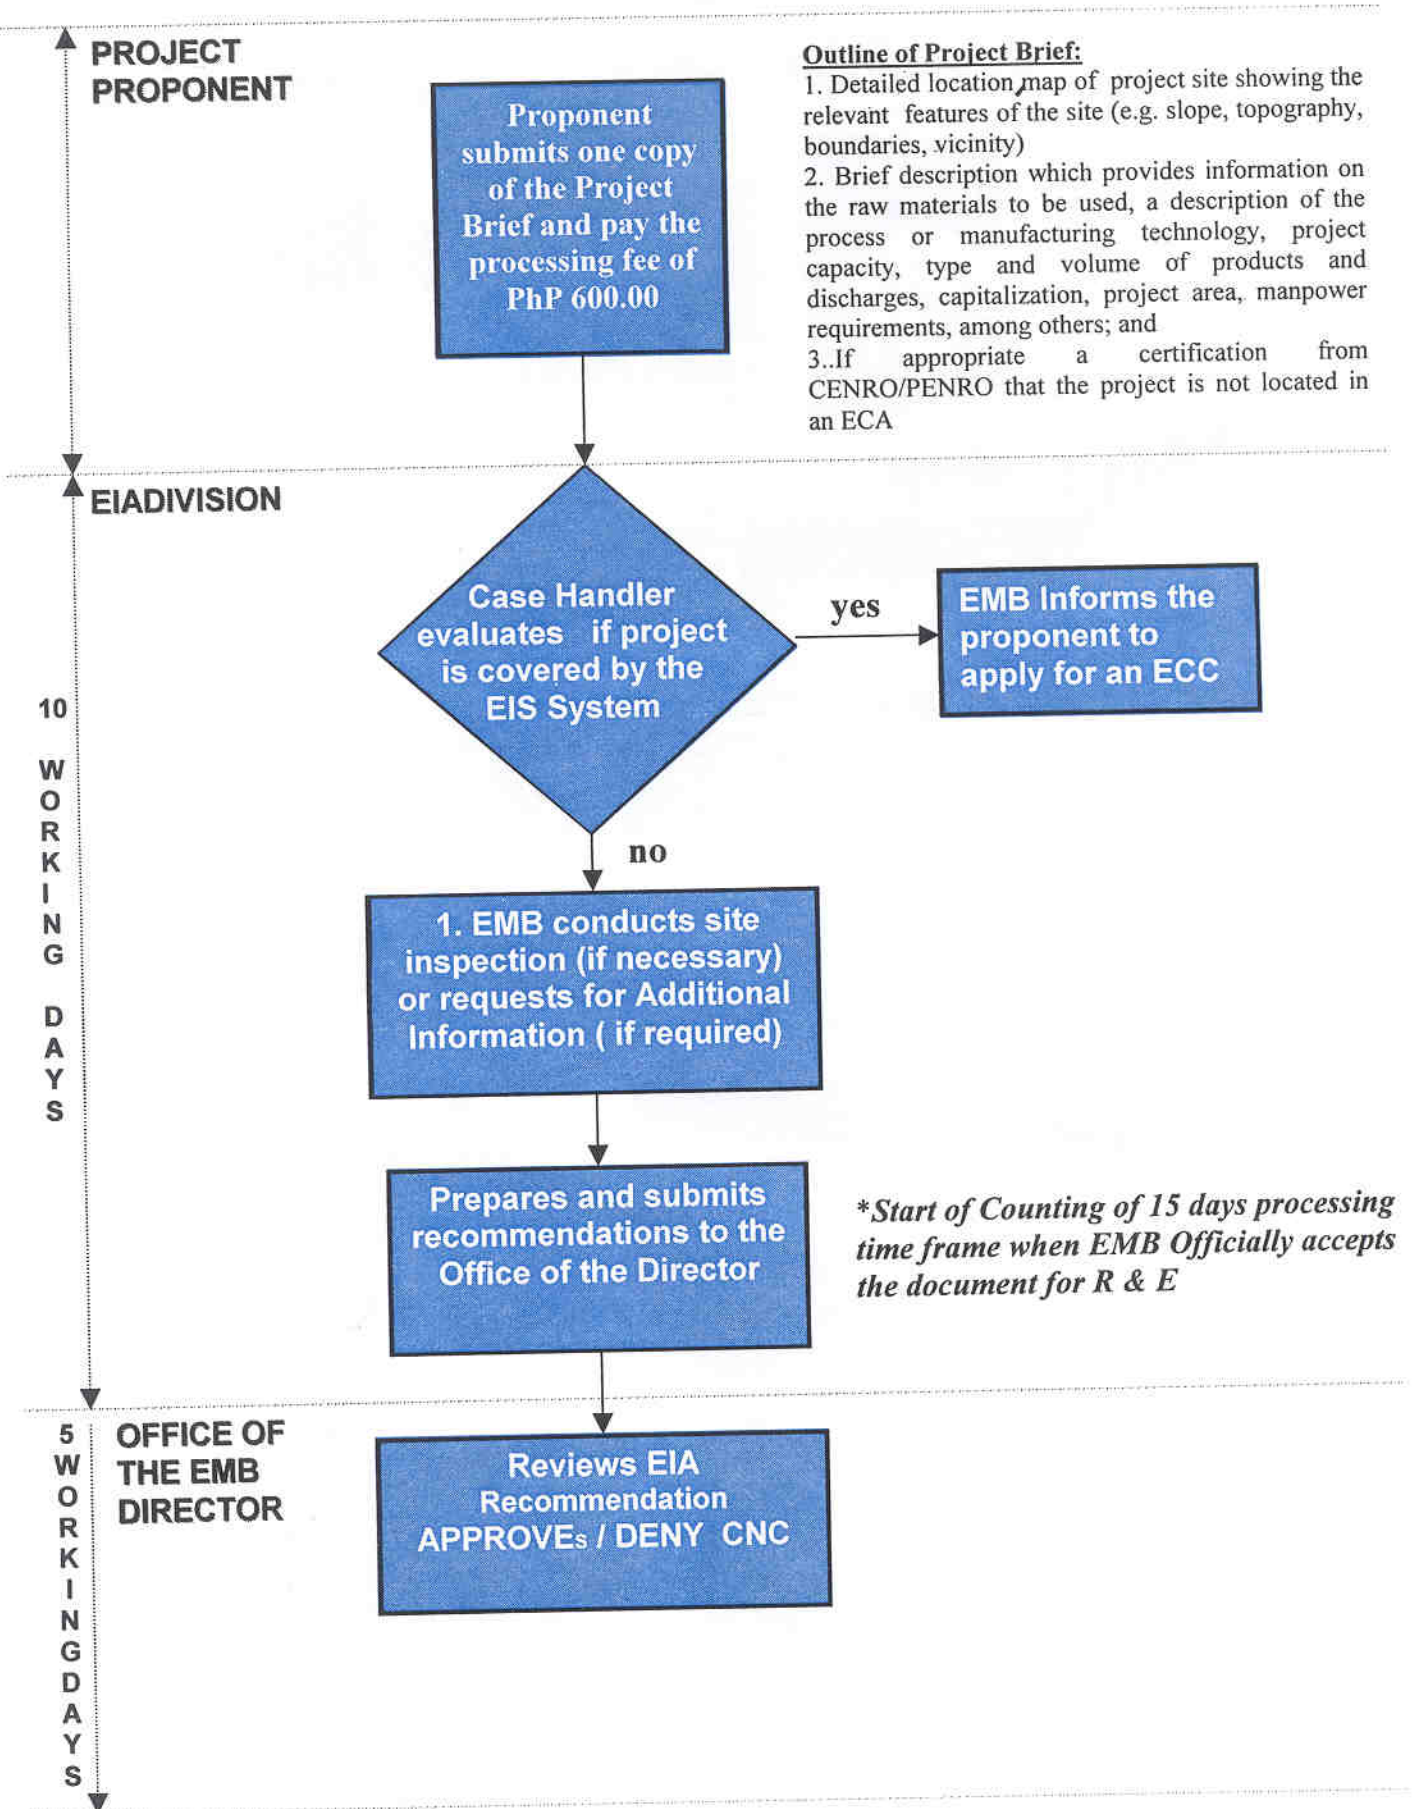 PROJECT
PROPONENT
Proponent
submits one copy
of the Project
Brief and pay the
processing fee of
PhP 600.00
Outline of Project Brief:
1. Detailed location map of project site showing the
relevant features of the site (e.g. slope, topography,
boundaries, vicinity)
2. Brief description which provides information on
the raw materials to be used, a description of the
process or manufacturing technology, project
capacity, type and volume of products and
discharges, capitalization, project area, manpower
requirements, among others; and
3..If appropriate a certification from
CENRO/PENRO that the project is not located in
an ECA
EIADIVISION
10
WORKING
DAYS
Case Handler
evaluates if project
is covered by the
EIS System
yes
EMB Informs the
proponent to
apply for an ECC
no
1. EMB conducts site
inspection (if necessary)
or requests for Additional
Information ( if required)
Prepares and submits
recommendations to the
Office of the Director
*Start of Counting of 15 days processing
time frame when EMB Officially accepts
the document for R & E
5
WORKINGDAYS
OFFICE OF
THE EMB
DIRECTOR
Reviews EIA
Recommendation
APPROVEs / DENY CNC